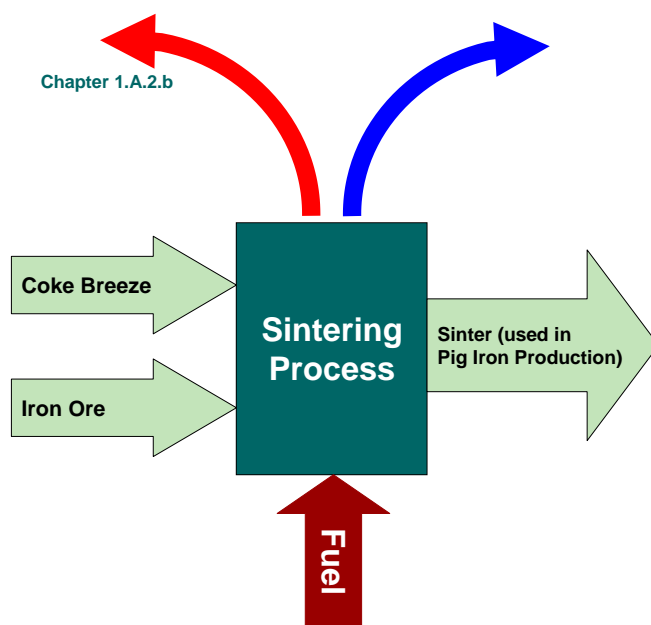 Chapter 1.A.2.b
Coke Breeze
Iron Ore
Sintering
Process
Sinter (used in
Pig Iron Production)
Fuel